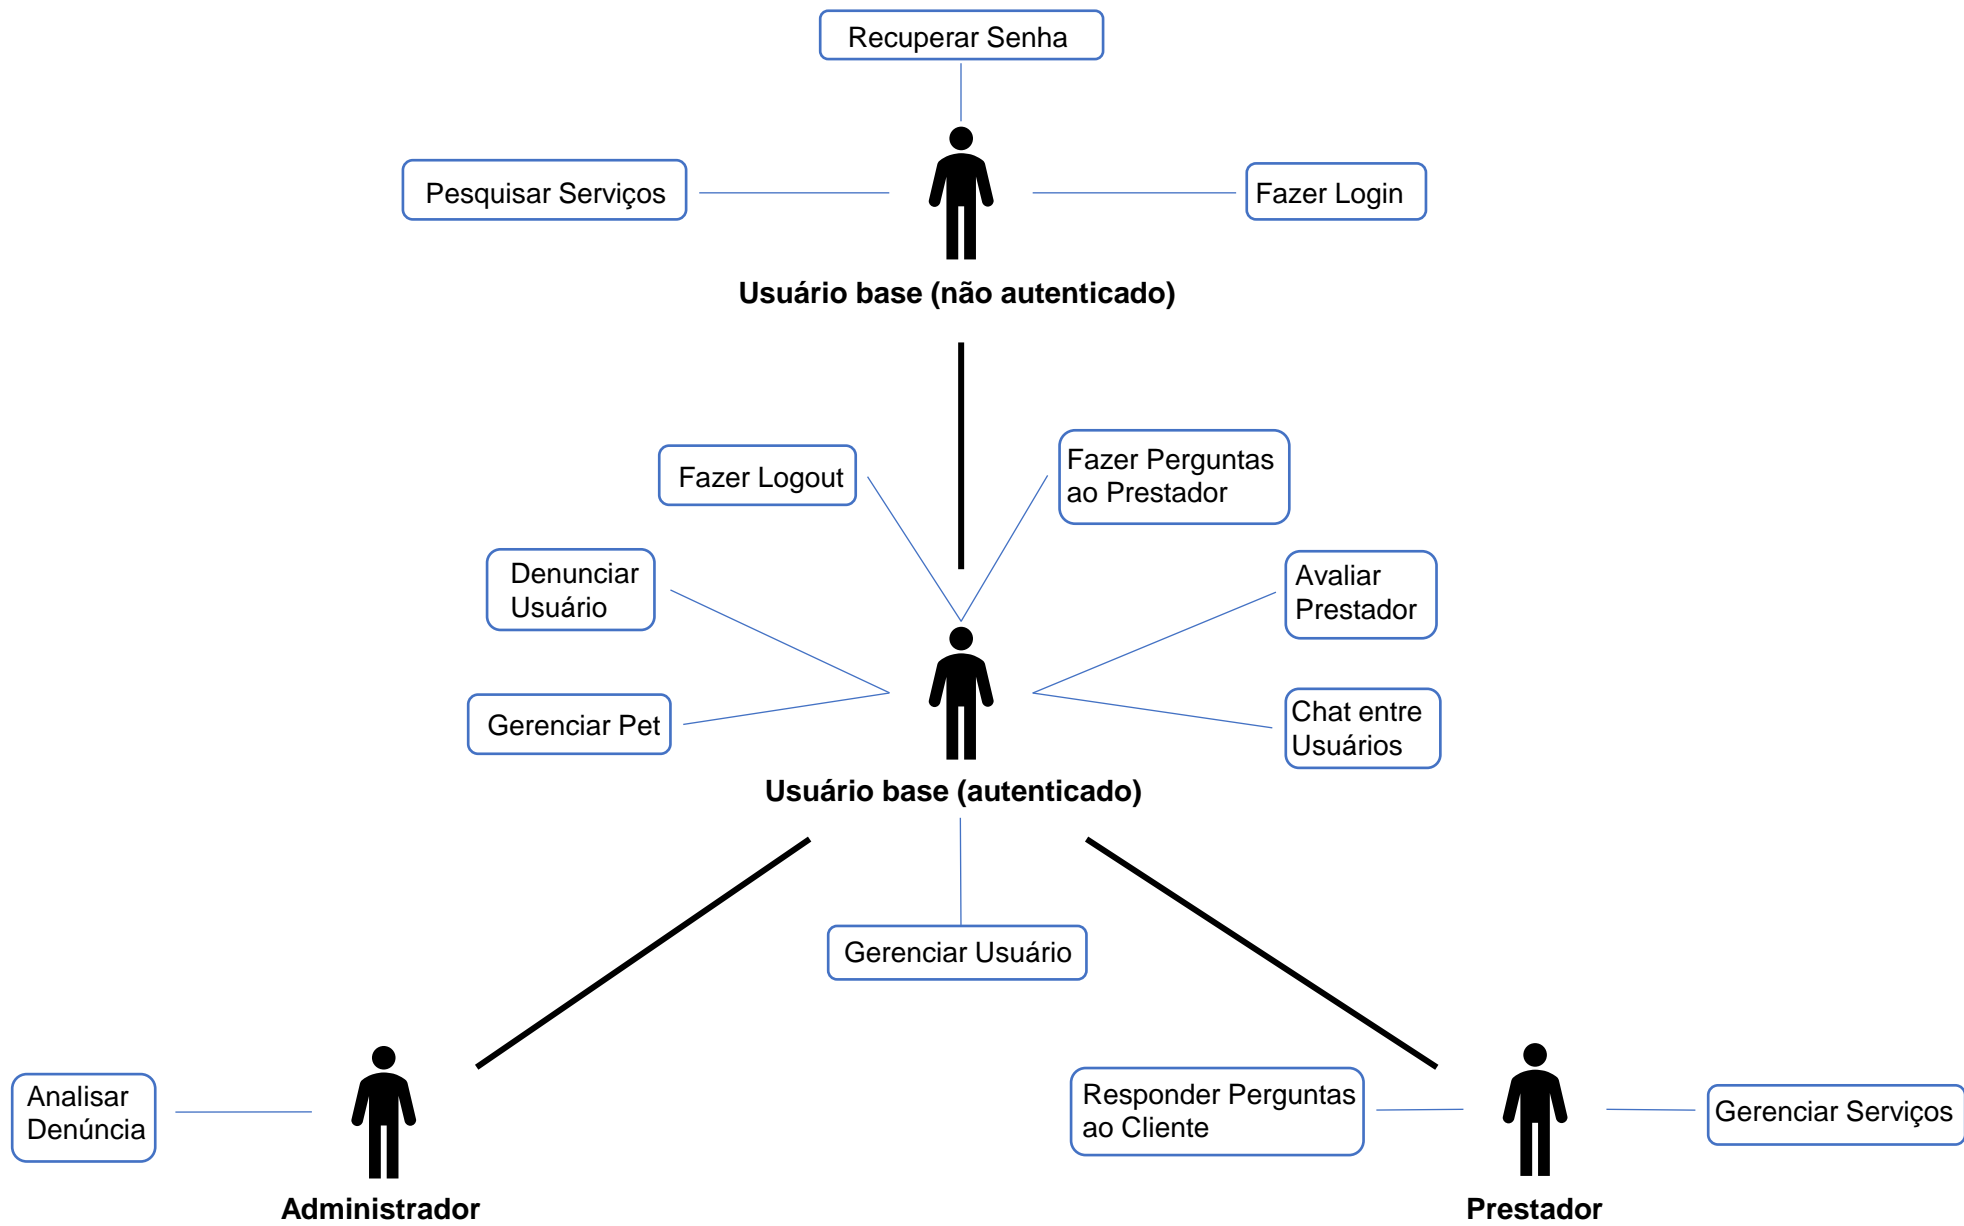 Recuperar Senha
Pesquisar Serviços
Fazer Login
Usuário base (não autenticado)
Fazer Logout
Fazer Perguntas
ao Prestador
Denunciar
Usuário
Avaliar
Prestador
Gerenciar Pet
Chat entre
Usuários
Usuário base (autenticado)
Gerenciar Usuário
Analisar
Denúncia
Responder Perguntas
ao Cliente
Gerenciar Serviços
Administrador
Prestador